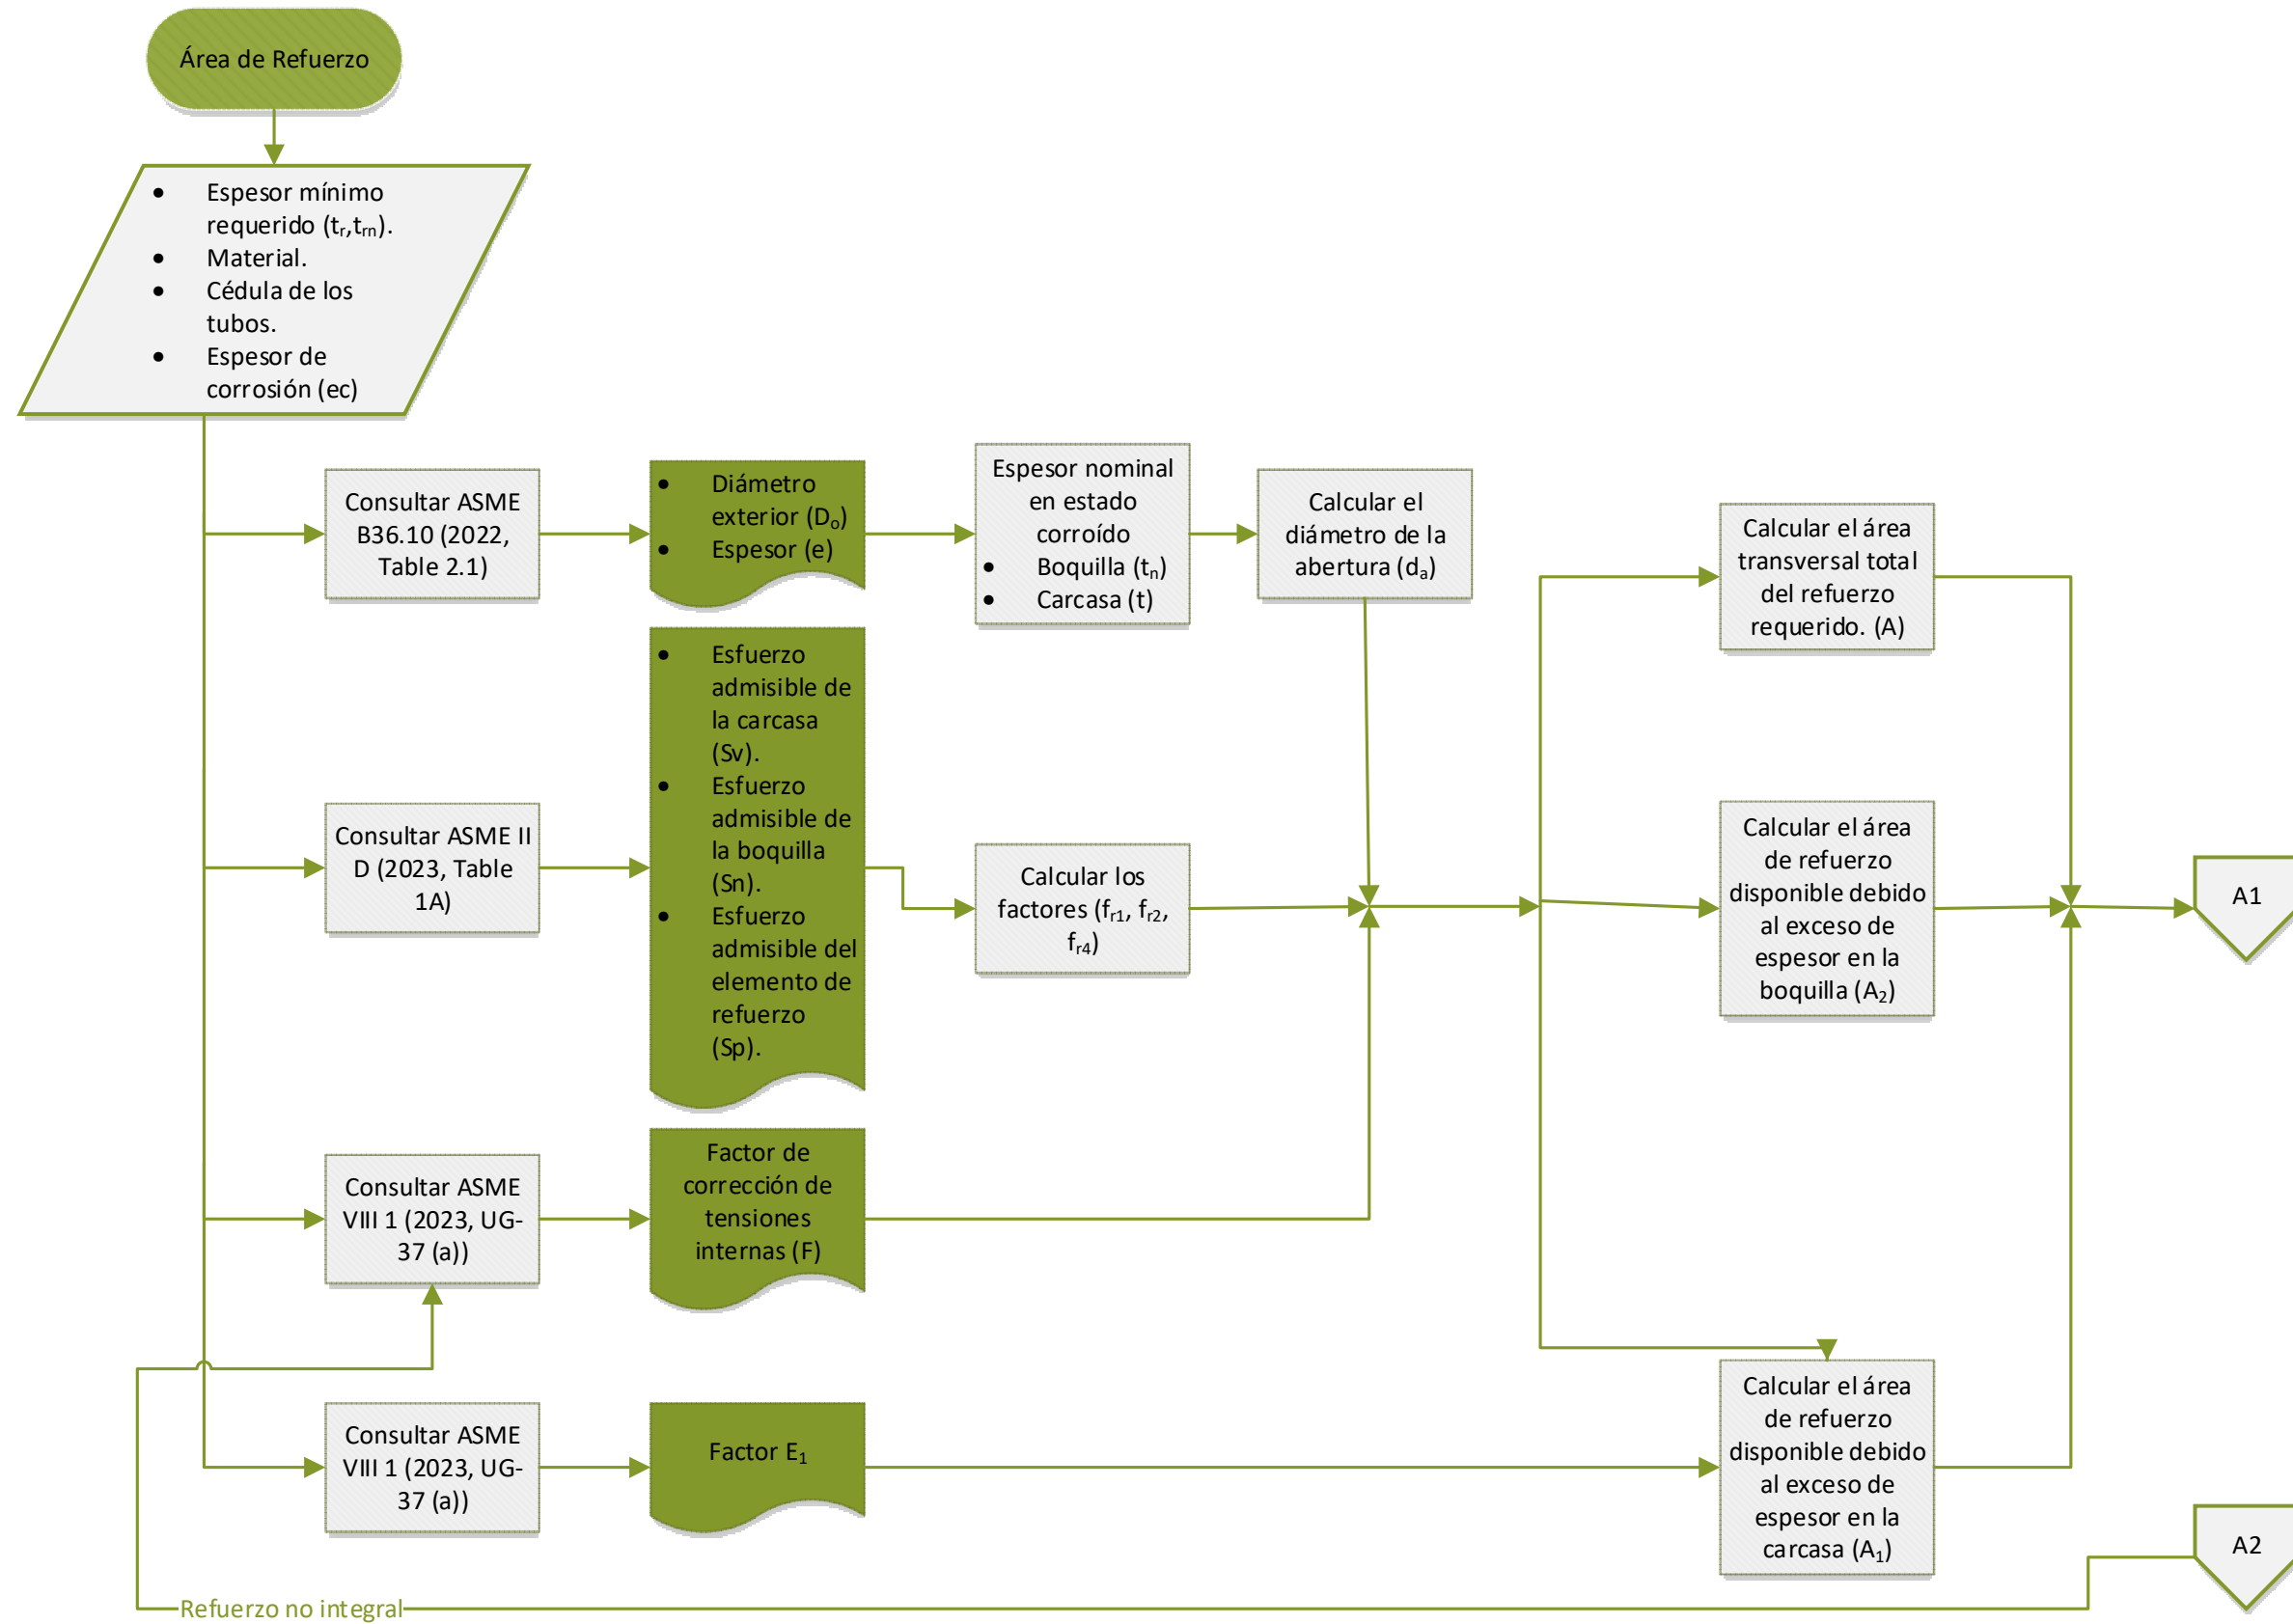 Área de Refuerzo
• Espesor mínimo
requerido (tr,trn).
• Material.
• Cédula de los
tubos.
• Espesor de
corrosión (ec)
Consultar ASME
B36.10 (2022,
Table 2.1)
• Diámetro
exterior (Do)
• Espesor (e)
Espesor nominal
en estado
corroído
• Boquilla (tn)
• Carcasa (t)
Calcular el
diámetro de la
abertura (da)
Calcular el área
transversal total
del refuerzo
requerido. (A)
Consultar ASME II
D (2023, Table
1A)
• Esfuerzo
admisible de
la carcasa
(Sv).
• Esfuerzo
admisible de
la boquilla
(Sn).
• Esfuerzo
admisible del
elemento de
refuerzo
(Sp).
Calcular los
factores (fr1, fr2,
fr4)
Calcular el área
de refuerzo
disponible debido
al exceso de
espesor en la
boquilla (A2)
A1
Consultar ASME
VIII 1 (2023, UG-
37 (a))
Factor de
corrección de
tensiones
internas (F)
Consultar ASME
VIII 1 (2023, UG-
37 (a))
Factor E1
Calcular el área
de refuerzo
disponible debido
al exceso de
espesor en la
carcasa (A1)
A2
Refuerzo no integral